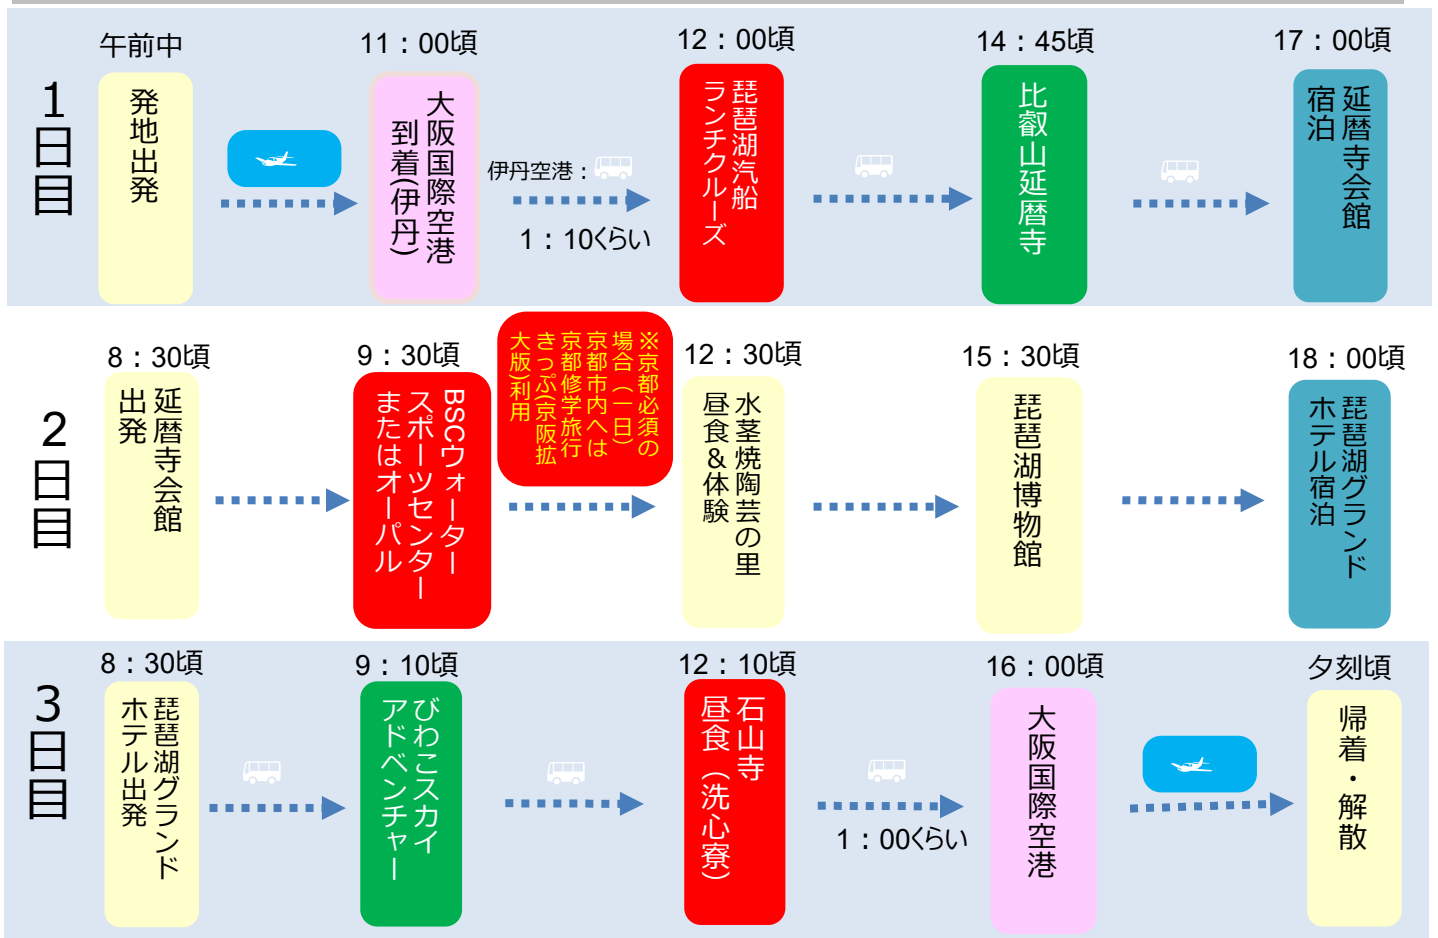 1日目
午前中
発地出発
11：00頃
大阪国際空港
到着(伊丹)
伊丹空港：
1：10くらい
12：00頃
琵琶湖汽船
ランチクルーズ
14：45頃
比叡山延暦寺
17：00頃
延暦寺会館
宿泊
2日目
8：30頃
延暦寺会館
出発
9：30頃
BSCウォーター
スポーツセンター
またはオーパル
※京都必須の
場合（一日）
京都市内へは
京都修学旅行
きっぷ(京阪拡
大版)利用
12：30頃
水茎焼陶芸の里
昼食&体験
15：30頃
琵琶湖博物館
18：00頃
琵琶湖グランド
ホテル宿泊
3日目
8：30頃
琵琶湖グランド
ホテル出発
9：10頃
びわこスカイ
アドベンチャー
12：10頃
石山寺
昼食（洗心寮）
1：00くらい
16：00頃
大阪国際空港
夕刻頃
帰着・解散